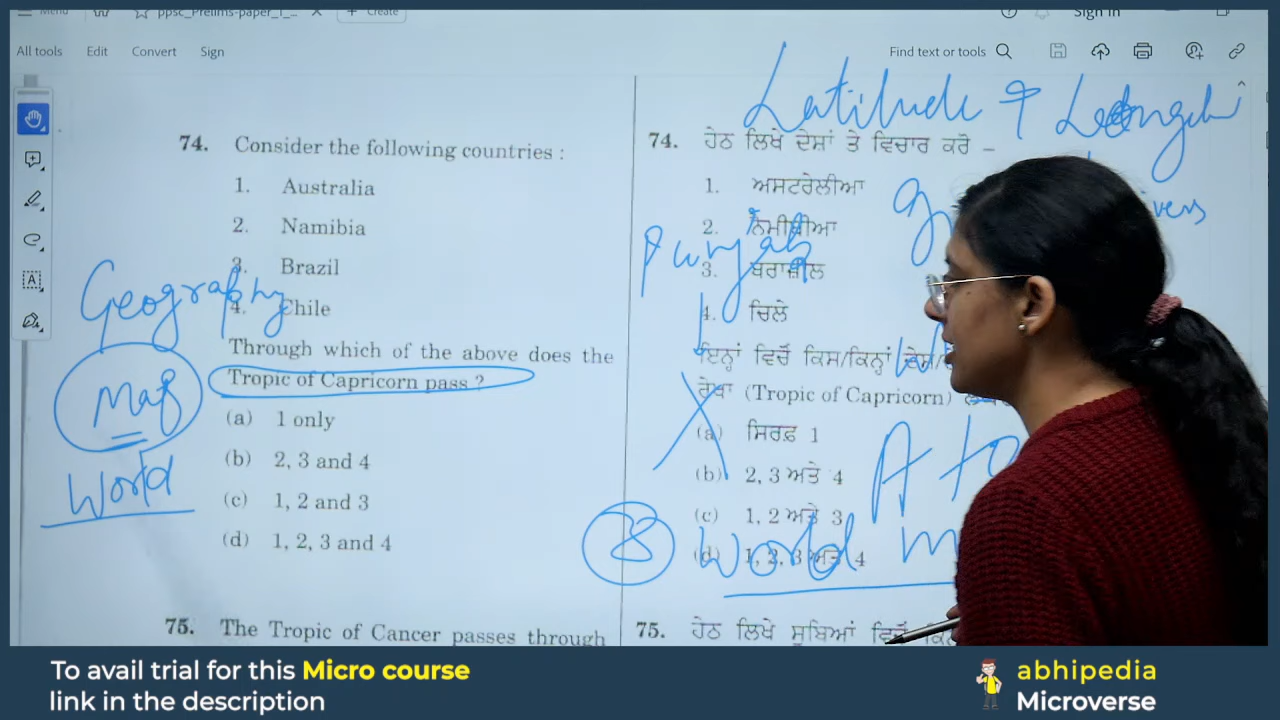 Menu
ppsc_Prelims-paper_1_...
Create
Sign in
All tools
Edit
Convert
Sign
Find text or tools
Latitude &
74. Consider the following countries :
1. Australia
2. Namibia
3. Brazil
4. Chile
Through which of the above does the
Tropic of Capricorn pass ?
(a) 1 only
(b) 2, 3 and 4
(c) 1, 2 and 3
(d) 1, 2, 3 and 4
75. The Tropic of Cancer passes through
Geography
Map
World
74. ਹੇਠ ਲਿਖੇ ਦੇਸ਼ਾਂ ਤੇ ਵਿਚਾਰ ਕਰੋ –
1. ਅਸਟਰੇਲੀਆ
2. ਨਮੀਬੀਆ
3. ਬਰਾਜ਼ੀਲ
4. ਚਿਲੇ
ਇਨ੍ਹਾਂ ਵਿਚੋਂ ਕਿਸ/ਕਿਨ੍ਹਾਂ ਦੇਸ਼/
ਰੇਖਾ (Tropic of Capricorn)
(a) ਸਿਰਫ਼ 1
(b) 2, 3 ਅਤੇ 4
(c) 1, 2 ਅਤੇ 3
(d) 1, 2, 3 ਅਤੇ 4
75. ਹੇਠ ਲਿਖੇ ਸੂਬਿਆਂ ਵਿਚੋਂ
Punjab
A to
World
To avail trial for this Micro course
link in the description
abhipedia
Microverse